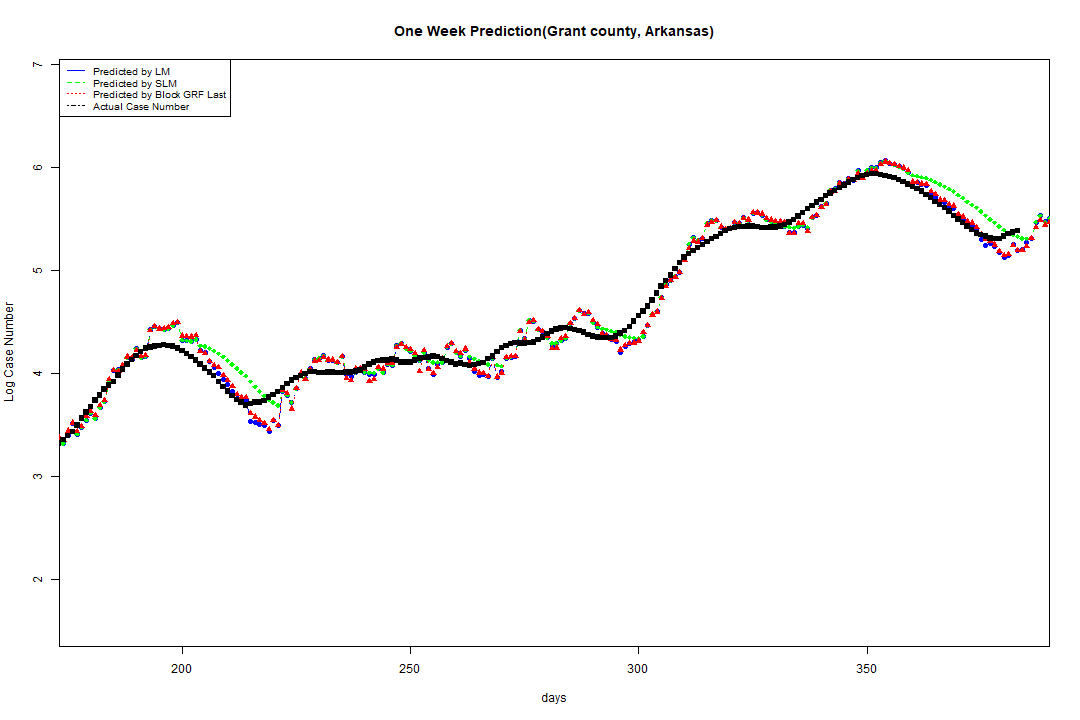 One Week Prediction(Grant county, Arkansas)
Predicted by LM
Predicted by SLM
Predicted by Block GRF Last
Actual Case Number
7
6
5
4
3
2
Log Case Number
200 250 300 350
days